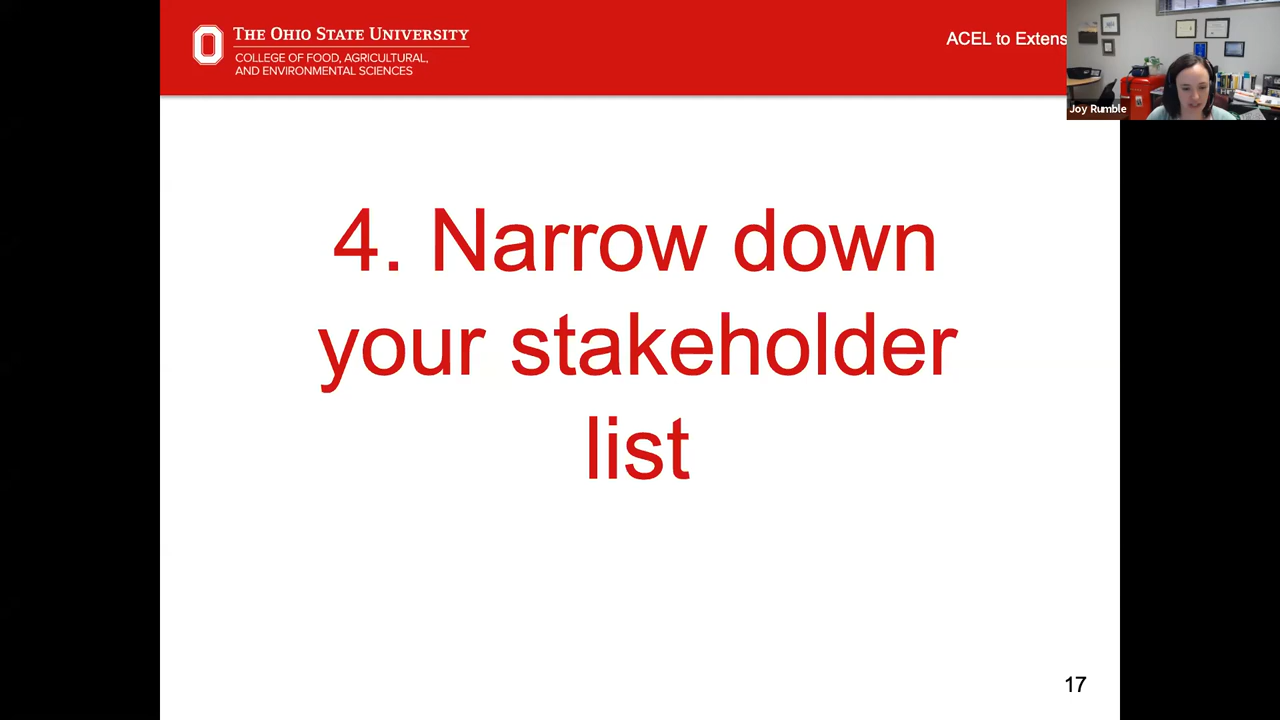 THE OHIO STATE UNIVERSITY
COLLEGE OF FOOD, AGRICULTURAL,
AND ENVIRONMENTAL SCIENCES
ACEL to Extens
Joy Rumble
4. Narrow down
your stakeholder
list
17